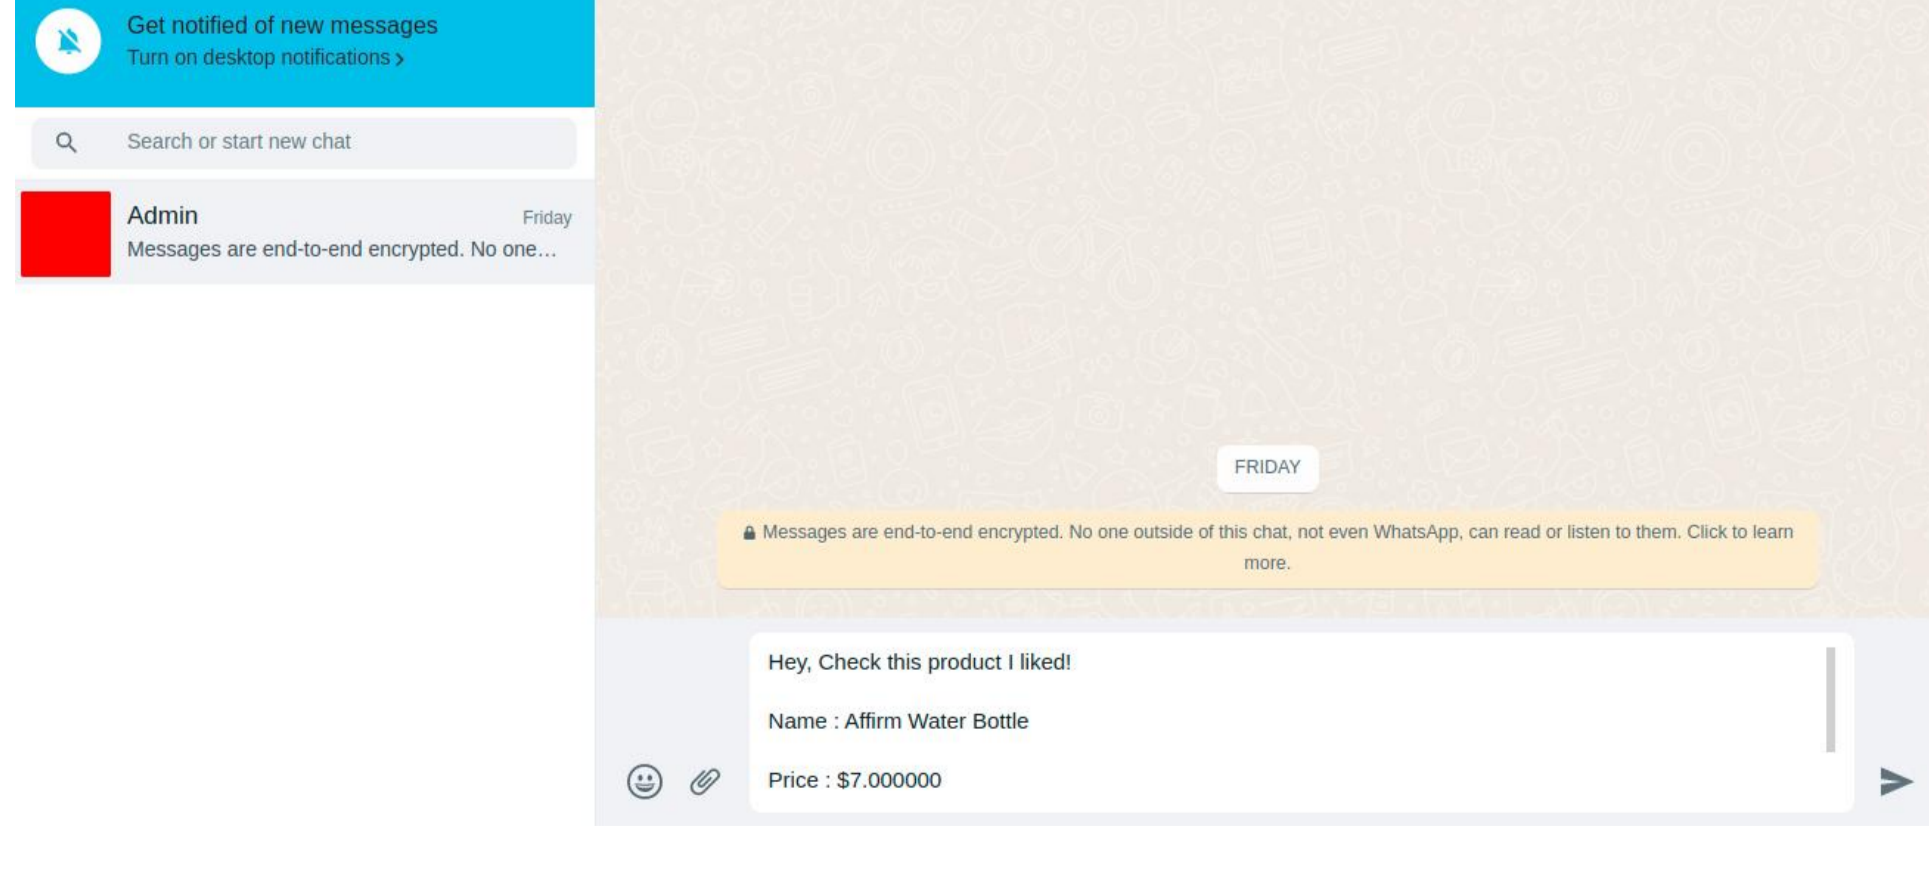 Get notified of new messages
Turn on desktop notifications >
Search or start new chat
Admin
Friday
Messages are end-to-end encrypted. No one…
FRIDAY
Messages are end-to-end encrypted. No one outside of this chat, not even WhatsApp, can read or listen to them. Click to learn
more.
Hey, Check this product I liked!
Name : Affirm Water Bottle
Price : $7.000000